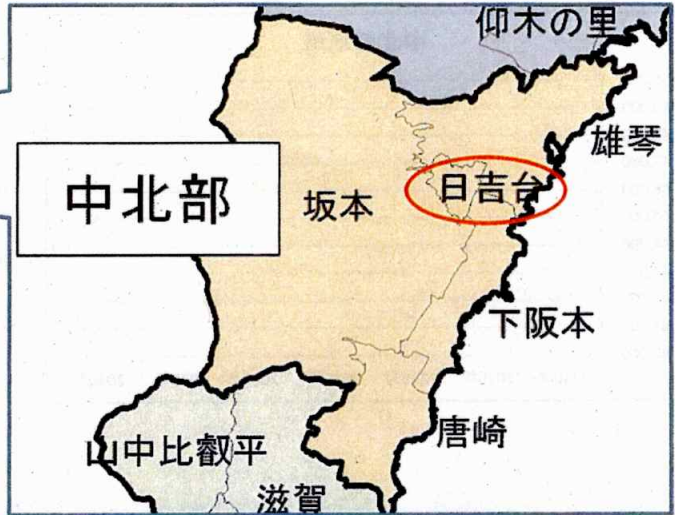 仰木の里
雄琴
日吉台
中北部
坂本
下阪本
唐崎
山中比叡平
滋賀